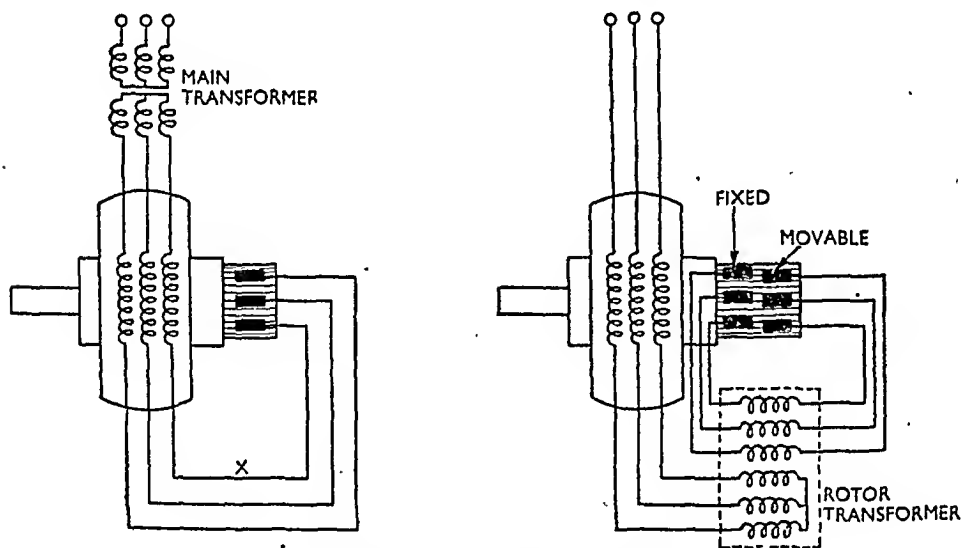 MAIN
TRANSFORMER
X
FIXED
MOVABLE
ROTOR
TRANSFORMER